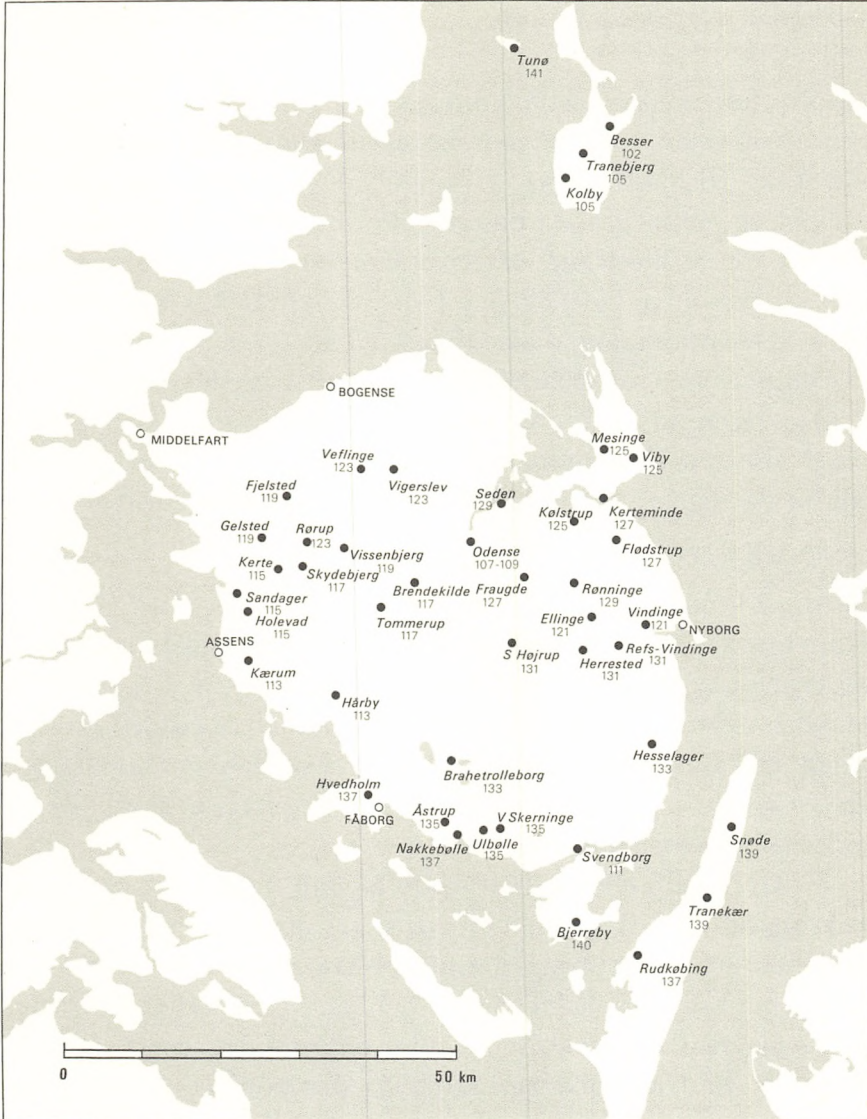 Tunø
141
Besser
102
Tranebjerg
105
Kolby
105
BOGENSE
MIDDELFART
Mesinge
125
Viby
125
Veflinge
123
Vigerslev
123
Fjelsted
119
Seden
129
Kølstrup
125
Kerteminde
127
Gelsted
119
Rørup
123
Vissenbjerg
119
Odense
107-109
Flødstrup
127
Kerte
115
Skydebjerg
117
Brendekilde
117
Fraugde
127
Rønninge
129
Sandager
115
Holevad
115
Tommerup
117
Ellinge
121
Vindinge
121
NYBORG
ASSENS
S Højrup
131
Herrested
131
Refs-Vindinge
131
Kærum
113
Hårby
113
Hesselager
133
Brahetrolleborg
133
Hvedholm
137
FÅBORG
Åstrup
135
V Skerninge
135
Nakkebølle
137
Ulbølle
135
Svendborg
111
Snøde
139
Tranekær
139
Bjerreby
140
Rudkøbing
137
0
50 km